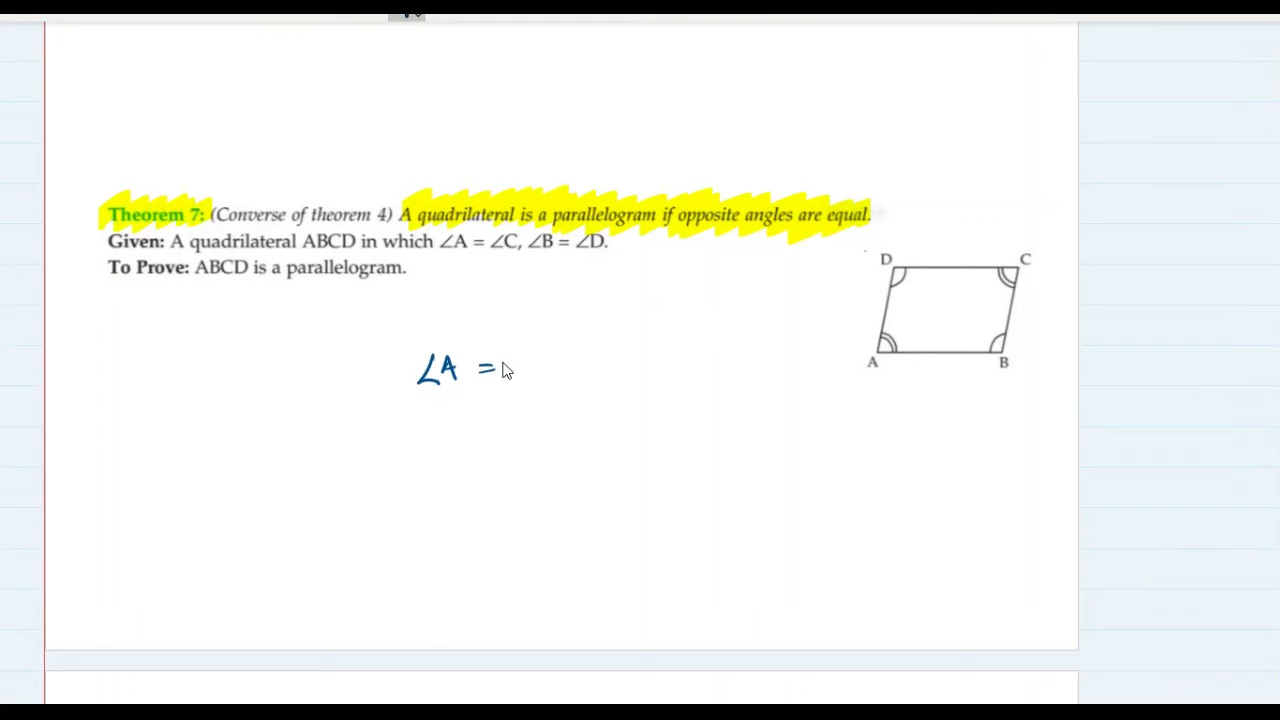 Theorem 7: (Converse of theorem 4) A quadrilateral is a parallelogram if opposite angles are equal.
Given: A quadrilateral ABCD in which ∠A = ∠C, ∠B = ∠D.
To Prove: ABCD is a parallelogram.
D C
A B
∠A =